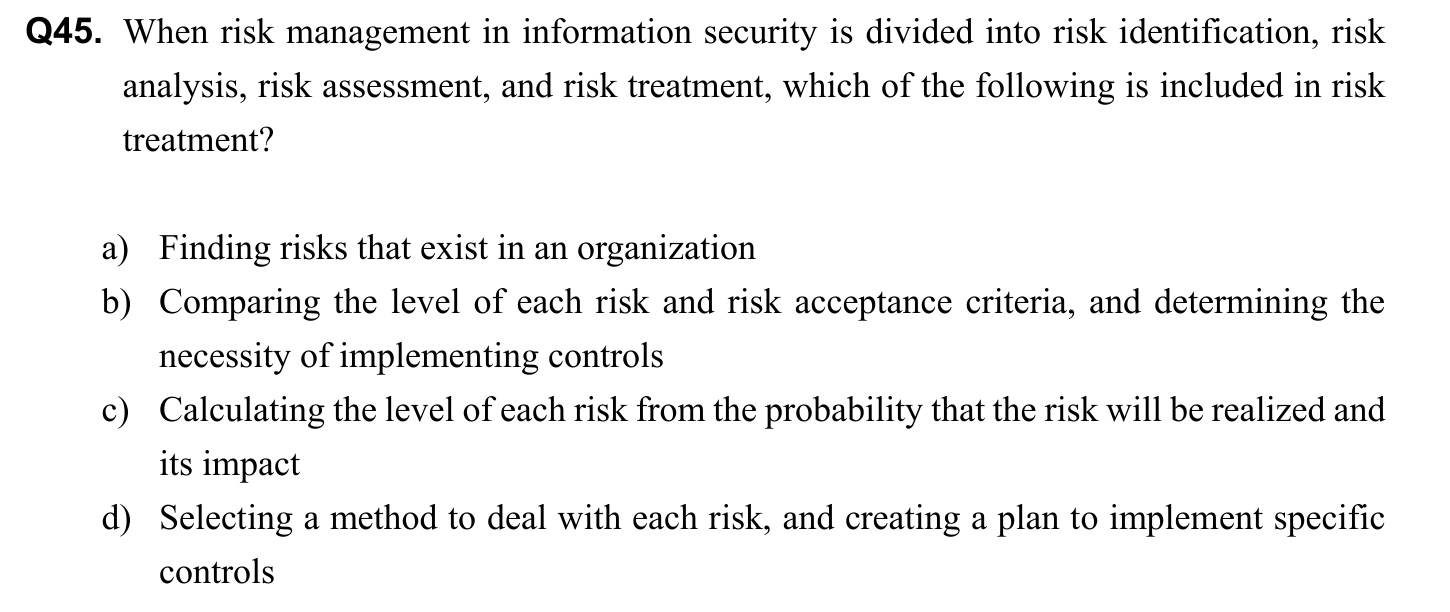 Q45. When risk management in information security is divided into risk identification, risk
analysis, risk assessment, and risk treatment, which of the following is included in risk
treatment?
a) Finding risks that exist in an organization
b) Comparing the level of each risk and risk acceptance criteria, and determining the
necessity of implementing controls
c) Calculating the level of each risk from the probability that the risk will be realized and
its impact
d) Selecting a method to deal with each risk, and creating a plan to implement specific
controls